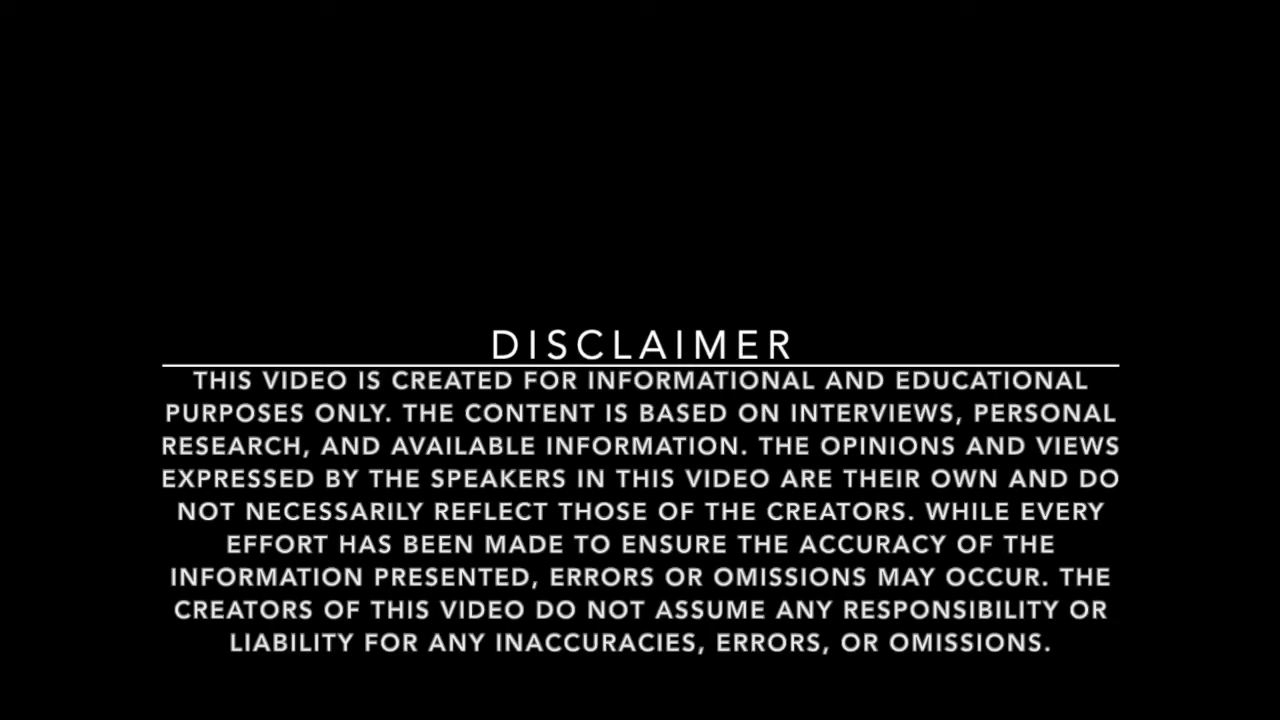 DISCLAIMER
THIS VIDEO IS CREATED FOR INFORMATIONAL AND EDUCATIONAL
PURPOSES ONLY. THE CONTENT IS BASED ON INTERVIEWS, PERSONAL
RESEARCH, AND AVAILABLE INFORMATION. THE OPINIONS AND VIEWS
EXPRESSED BY THE SPEAKERS IN THIS VIDEO ARE THEIR OWN AND DO
NOT NECESSARILY REFLECT THOSE OF THE CREATORS. WHILE EVERY
EFFORT HAS BEEN MADE TO ENSURE THE ACCURACY OF THE
INFORMATION PRESENTED, ERRORS OR OMISSIONS MAY OCCUR. THE
CREATORS OF THIS VIDEO DO NOT ASSUME ANY RESPONSIBILITY OR
LIABILITY FOR ANY INACCURACIES, ERRORS, OR OMISSIONS.